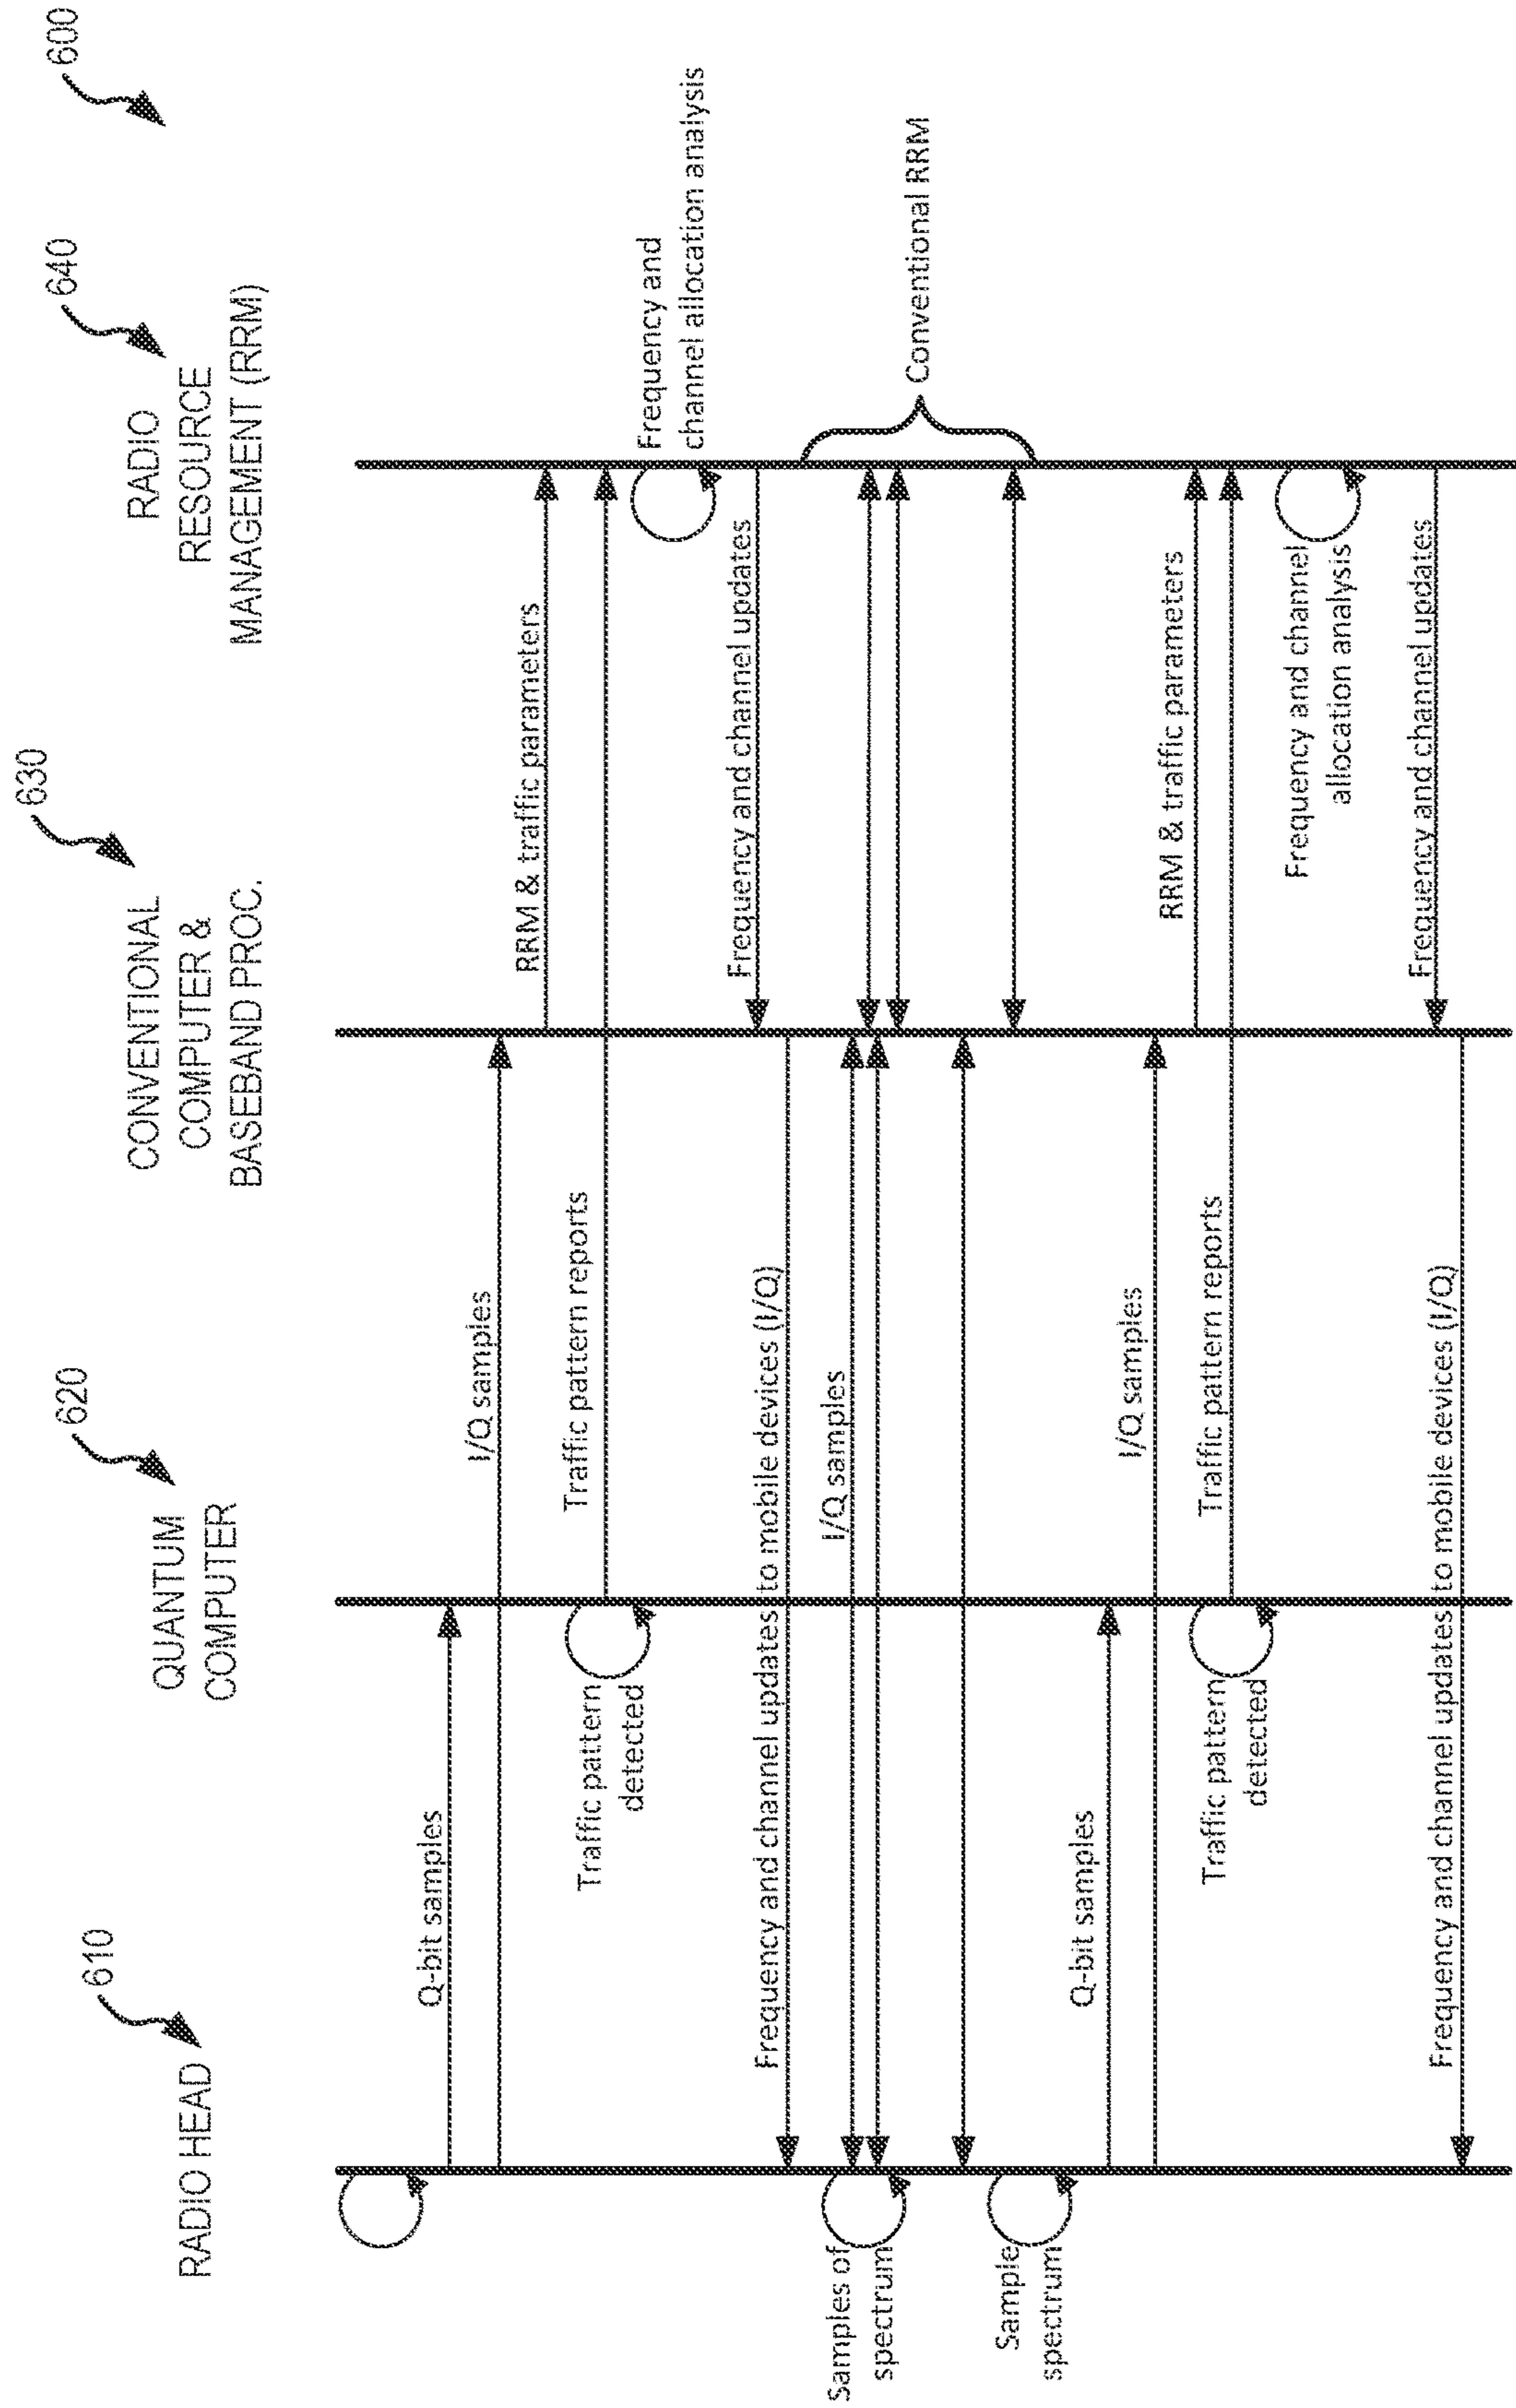 600
610
RADIO HEAD
620
QUANTUM
COMPUTER
630
CONVENTIONAL
COMPUTER &
BASEBAND PROC.
640
RADIO
RESOURCE
MANAGEMENT (RRM)
Q-bit samples
I/Q samples
RRM & traffic parameters
Traffic pattern
detected
Traffic pattern reports
Frequency and
channel allocation analysis
Frequency and channel updates
Frequency and channel updates to mobile devices (I/Q)
Samples of
spectrum
I/Q samples
Conventional RRM
Sample
spectrum
Q-bit samples
I/Q samples
RRM & traffic parameters
Traffic pattern
detected
Traffic pattern reports
Frequency and channel
allocation analysis
Frequency and channel updates
Frequency and channel updates to mobile devices (I/Q)